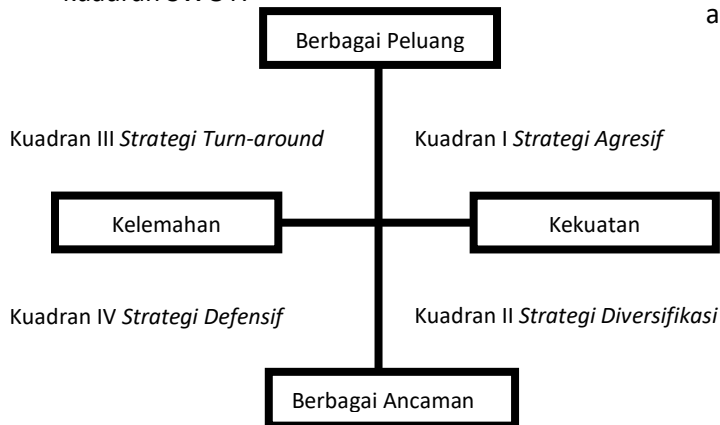 a
Berbagai Peluang
Kuadran III Strategi Turn-around
Kuadran I Strategi Agresif
Kelemahan
Kekuatan
Kuadran IV Strategi Defensif
Kuadran II Strategi Diversifikasi
Berbagai Ancaman